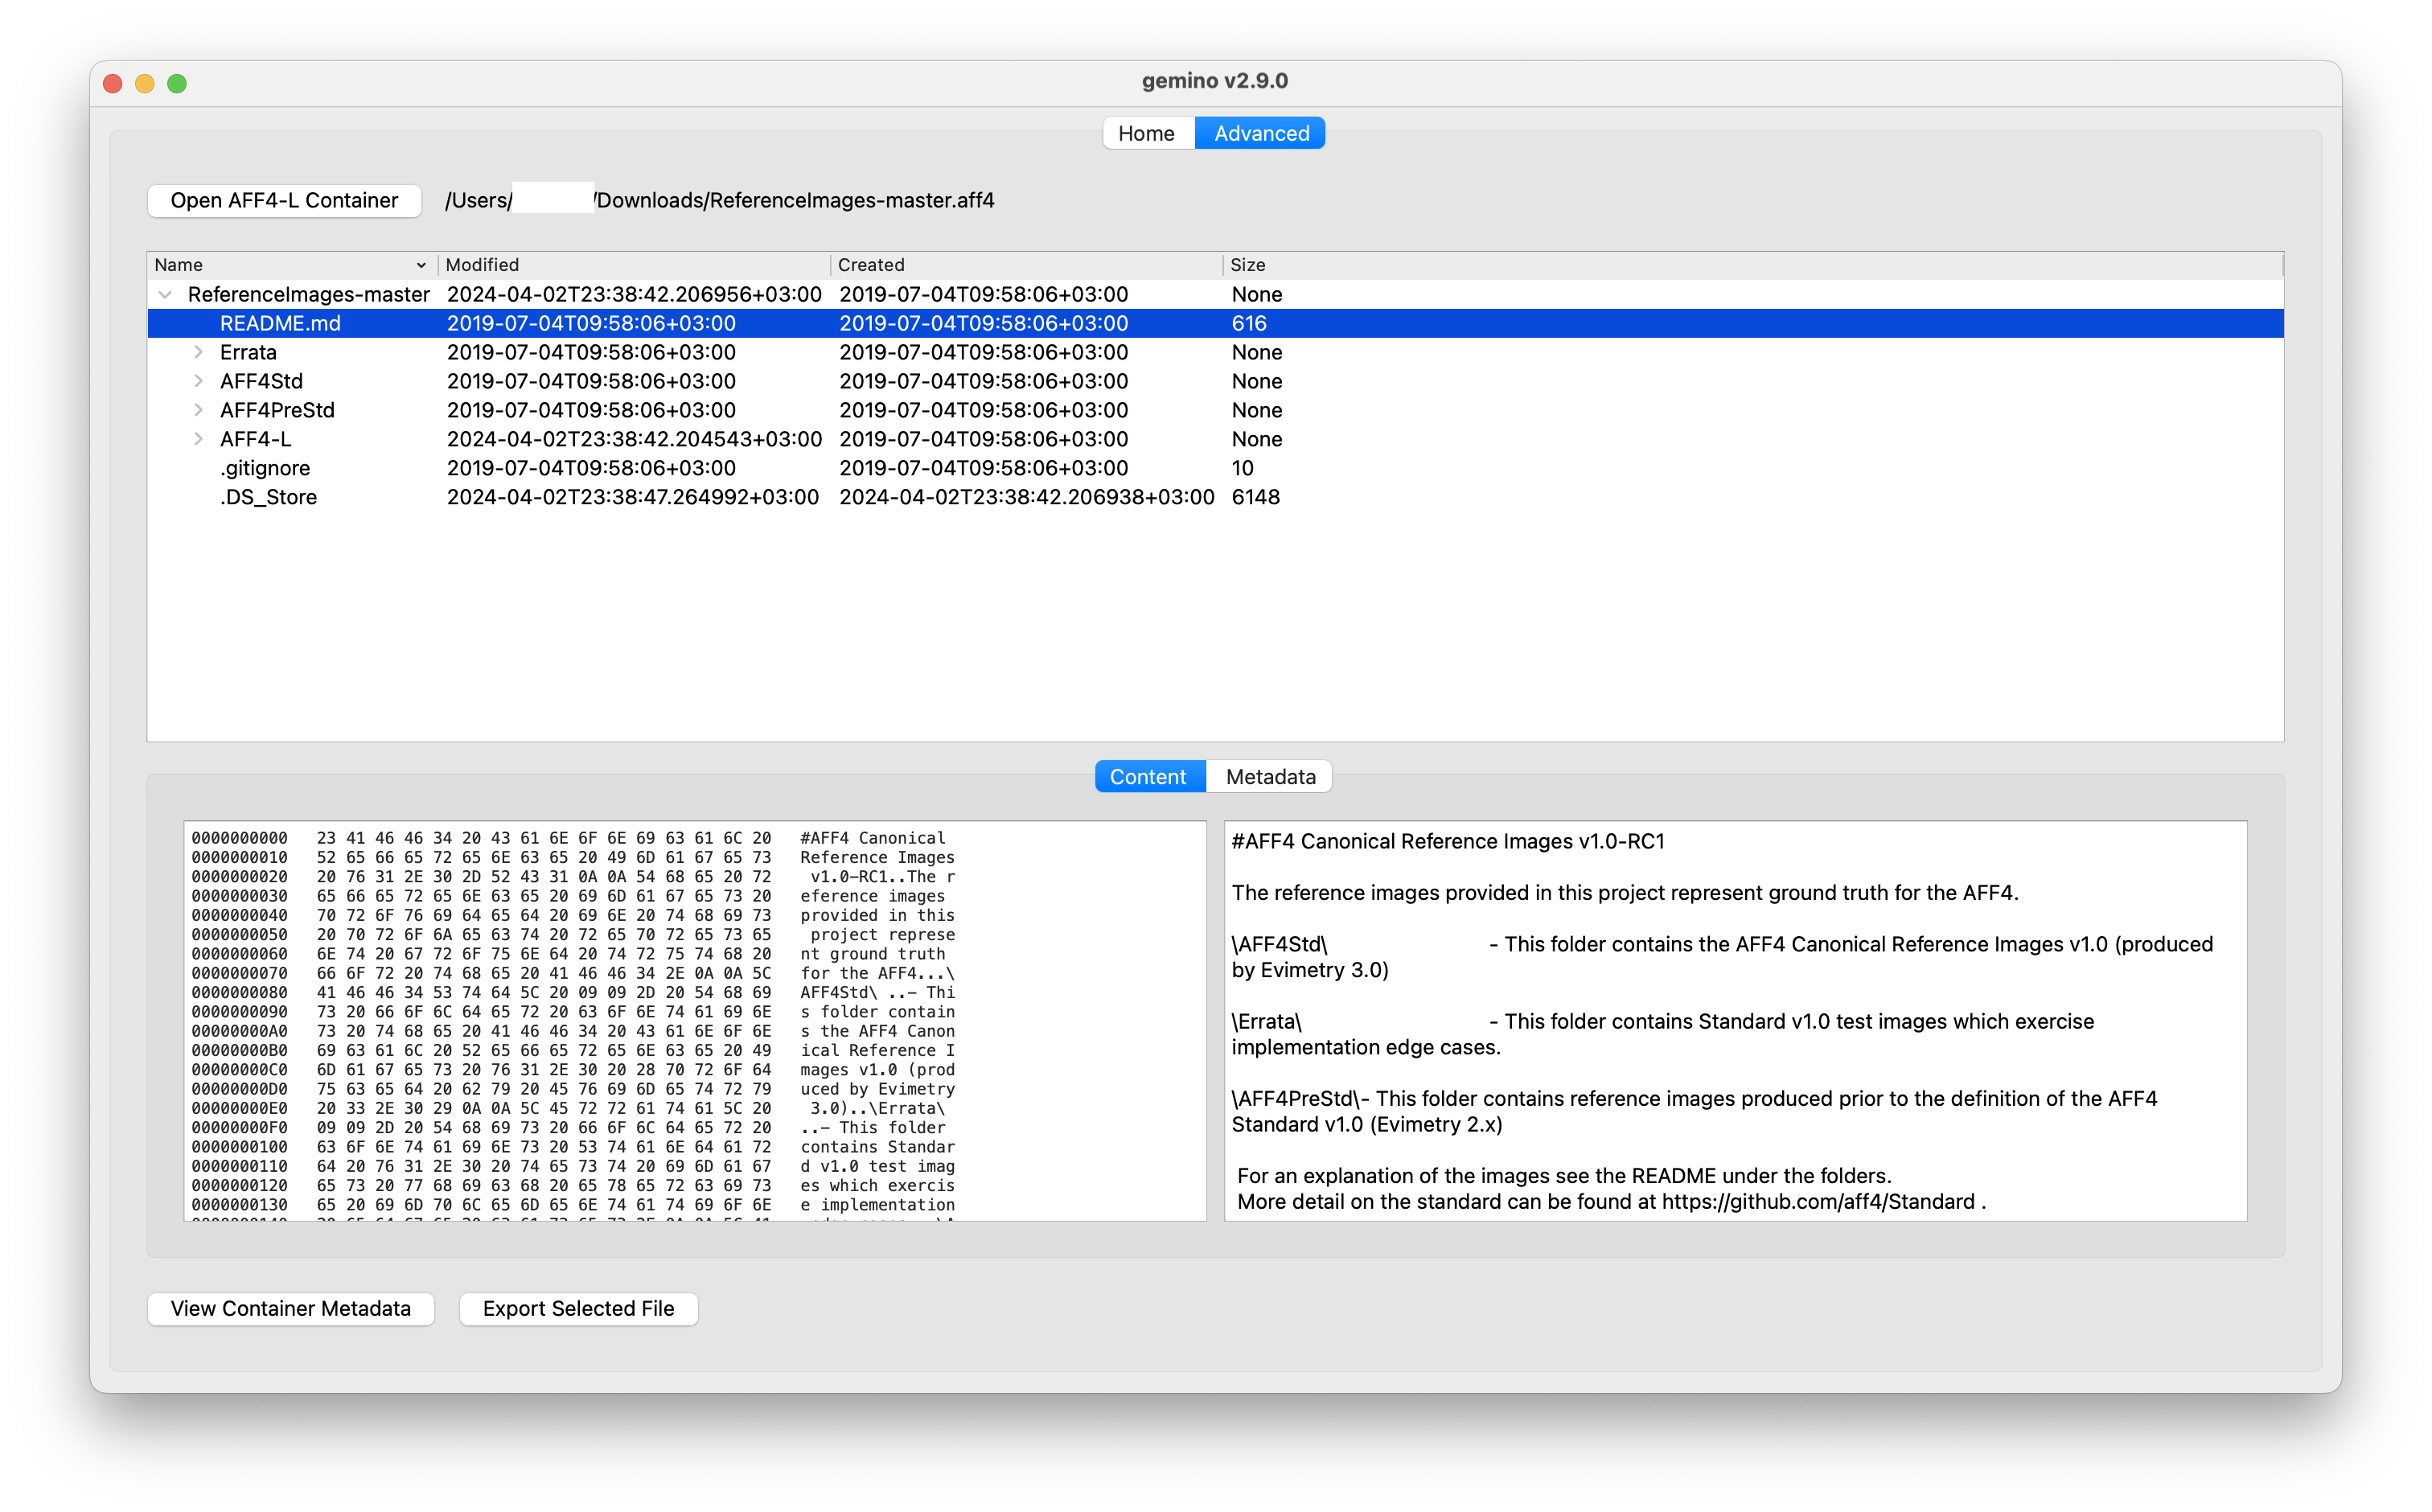 gemino v2.9.0
Home Advanced
Open AFF4-L Container /Users/ /Downloads/ReferenceImages-master.aff4
Name Modified Created Size
ReferenceImages-master 2024-04-02T23:38:42.206956+03:00 2019-07-04T09:58:06+03:00 None
README.md 2019-07-04T09:58:06+03:00 2019-07-04T09:58:06+03:00 616
Errata 2019-07-04T09:58:06+03:00 2019-07-04T09:58:06+03:00 None
AFF4Std 2019-07-04T09:58:06+03:00 2019-07-04T09:58:06+03:00 None
AFF4PreStd 2019-07-04T09:58:06+03:00 2019-07-04T09:58:06+03:00 None
AFF4-L 2024-04-02T23:38:42.204543+03:00 2019-07-04T09:58:06+03:00 None
.gitignore 2019-07-04T09:58:06+03:00 2019-07-04T09:58:06+03:00 10
.DS_Store 2024-04-02T23:38:47.264992+03:00 2024-04-02T23:38:42.206938+03:00 6148
Content Metadata
0000000000 23 41 46 46 34 20 43 61 6E 6F 6E 69 63 61 6C 20 #AFF4 Canonical
0000000010 52 65 66 65 72 65 6E 63 65 20 49 6D 61 67 65 73 Reference Images
0000000020 20 76 31 2E 30 2D 52 43 31 0A 0A 54 68 65 20 72 v1.0-RC1..The r
0000000030 65 66 65 72 65 6E 63 65 20 69 6D 61 67 65 73 20 eference images
0000000040 70 72 6F 76 69 64 65 64 20 69 6E 20 74 68 69 73 provided in this
0000000050 20 70 72 6F 6A 65 63 74 20 72 65 70 72 65 73 65 project represe
0000000060 6E 74 20 67 72 6F 75 6E 64 20 74 72 75 74 68 20 nt ground truth
0000000070 66 6F 72 20 74 68 65 20 41 46 46 34 2E 0A 0A 5C for the AFF4...\
0000000080 41 46 46 34 53 74 64 5C 20 09 09 2D 20 54 68 69 AFF4Std\ ..- Thi
0000000090 73 20 66 6F 6C 64 65 72 20 63 6F 6E 74 61 69 6E s folder contain
00000000A0 73 20 74 68 65 20 41 46 46 34 20 43 61 6E 6F 6E s the AFF4 Canon
00000000B0 69 63 61 6C 20 52 65 66 65 72 65 6E 63 65 20 49 ical Reference I
00000000C0 6D 61 67 65 73 20 76 31 2E 30 20 28 70 72 6F 64 mages v1.0 (prod
00000000D0 75 63 65 64 20 62 79 20 45 76 69 6D 65 74 72 79 uced by Evimetry
00000000E0 20 33 2E 30 29 0A 0A 5C 45 72 72 61 74 61 5C 20 3.0)..\Errata\
00000000F0 09 09 2D 20 54 68 69 73 20 66 6F 6C 64 65 72 20 ..- This folder
0000000100 63 6F 6E 74 61 69 6E 73 20 53 74 61 6E 64 61 72 contains Standar
0000000110 64 20 76 31 2E 30 20 74 65 73 74 20 69 6D 61 67 d v1.0 test imag
0000000120 65 73 20 77 68 69 63 68 20 65 78 65 72 63 69 73 es which exercis
0000000130 65 20 69 6D 70 6C 65 6D 65 6E 74 61 74 69 6F 6E e implementation
#AFF4 Canonical Reference Images v1.0-RC1
The reference images provided in this project represent ground truth for the AFF4.
\AFF4Std\ - This folder contains the AFF4 Canonical Reference Images v1.0 (produced
by Evimetry 3.0)
\Errata\ - This folder contains Standard v1.0 test images which exercise
implementation edge cases.
\AFF4PreStd\- This folder contains reference images produced prior to the definition of the AFF4
Standard v1.0 (Evimetry 2.x)
For an explanation of the images see the README under the folders.
More detail on the standard can be found at https://github.com/aff4/Standard .
View Container Metadata Export Selected File